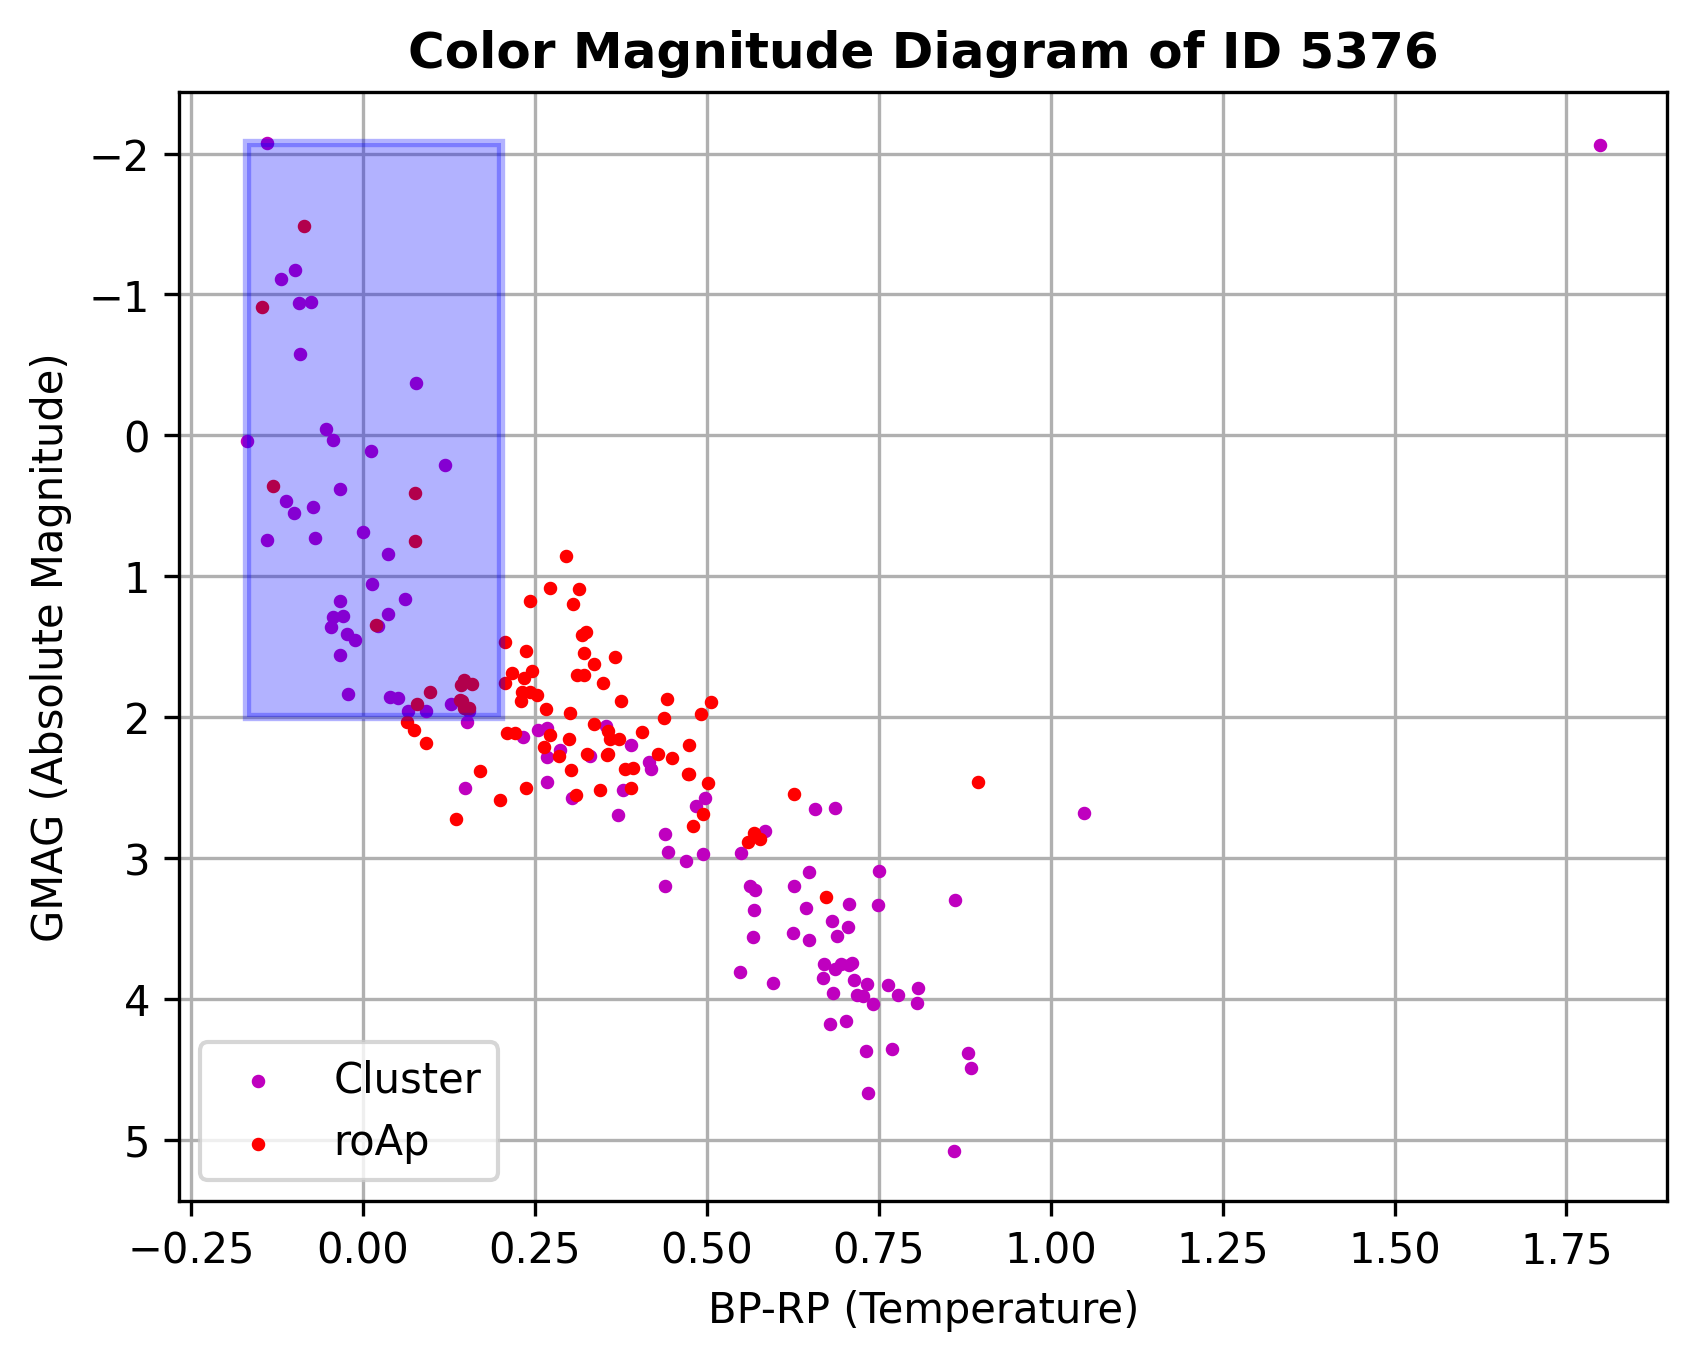 Color Magnitude Diagram of ID 5376
−2
−1
0
1
2
3
4
5
GMAG (Absolute Magnitude)
Cluster
roAp
−0.25 0.00 0.25 0.50 0.75 1.00 1.25 1.50 1.75
BP-RP (Temperature)